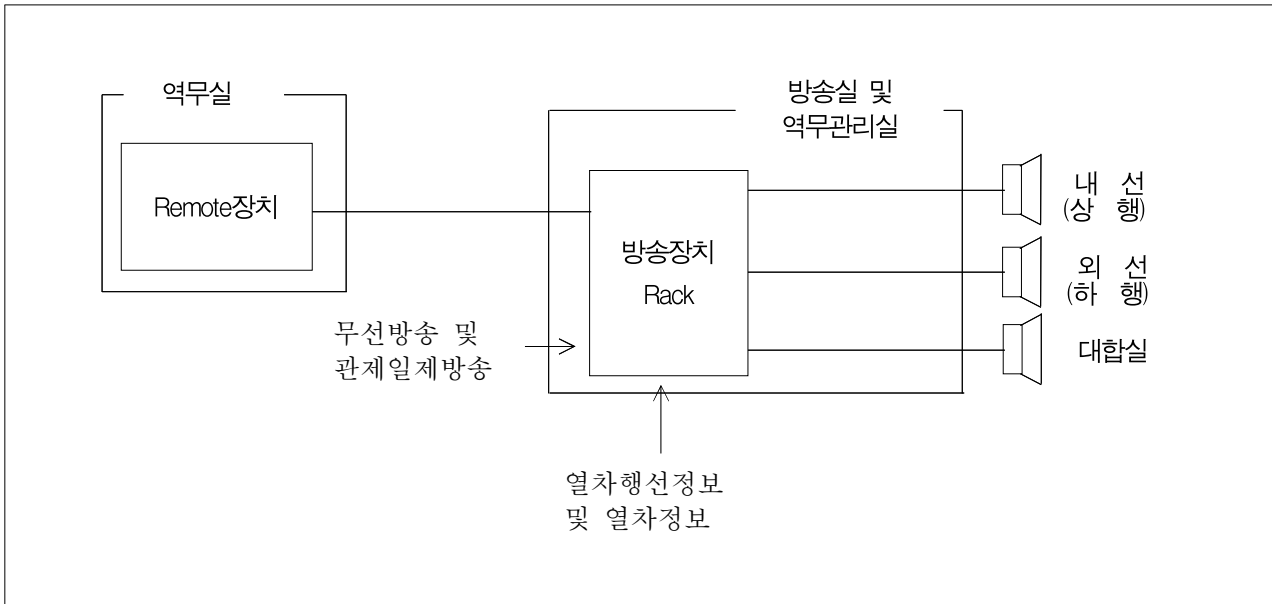 역무실
Remote장치
방송실 및
역무관리실
방송장치
Rack
내 선
(상 행)
외 선
(하 행)
대합실
무선방송 및
관제일제방송
열차행선정보
및 열차정보